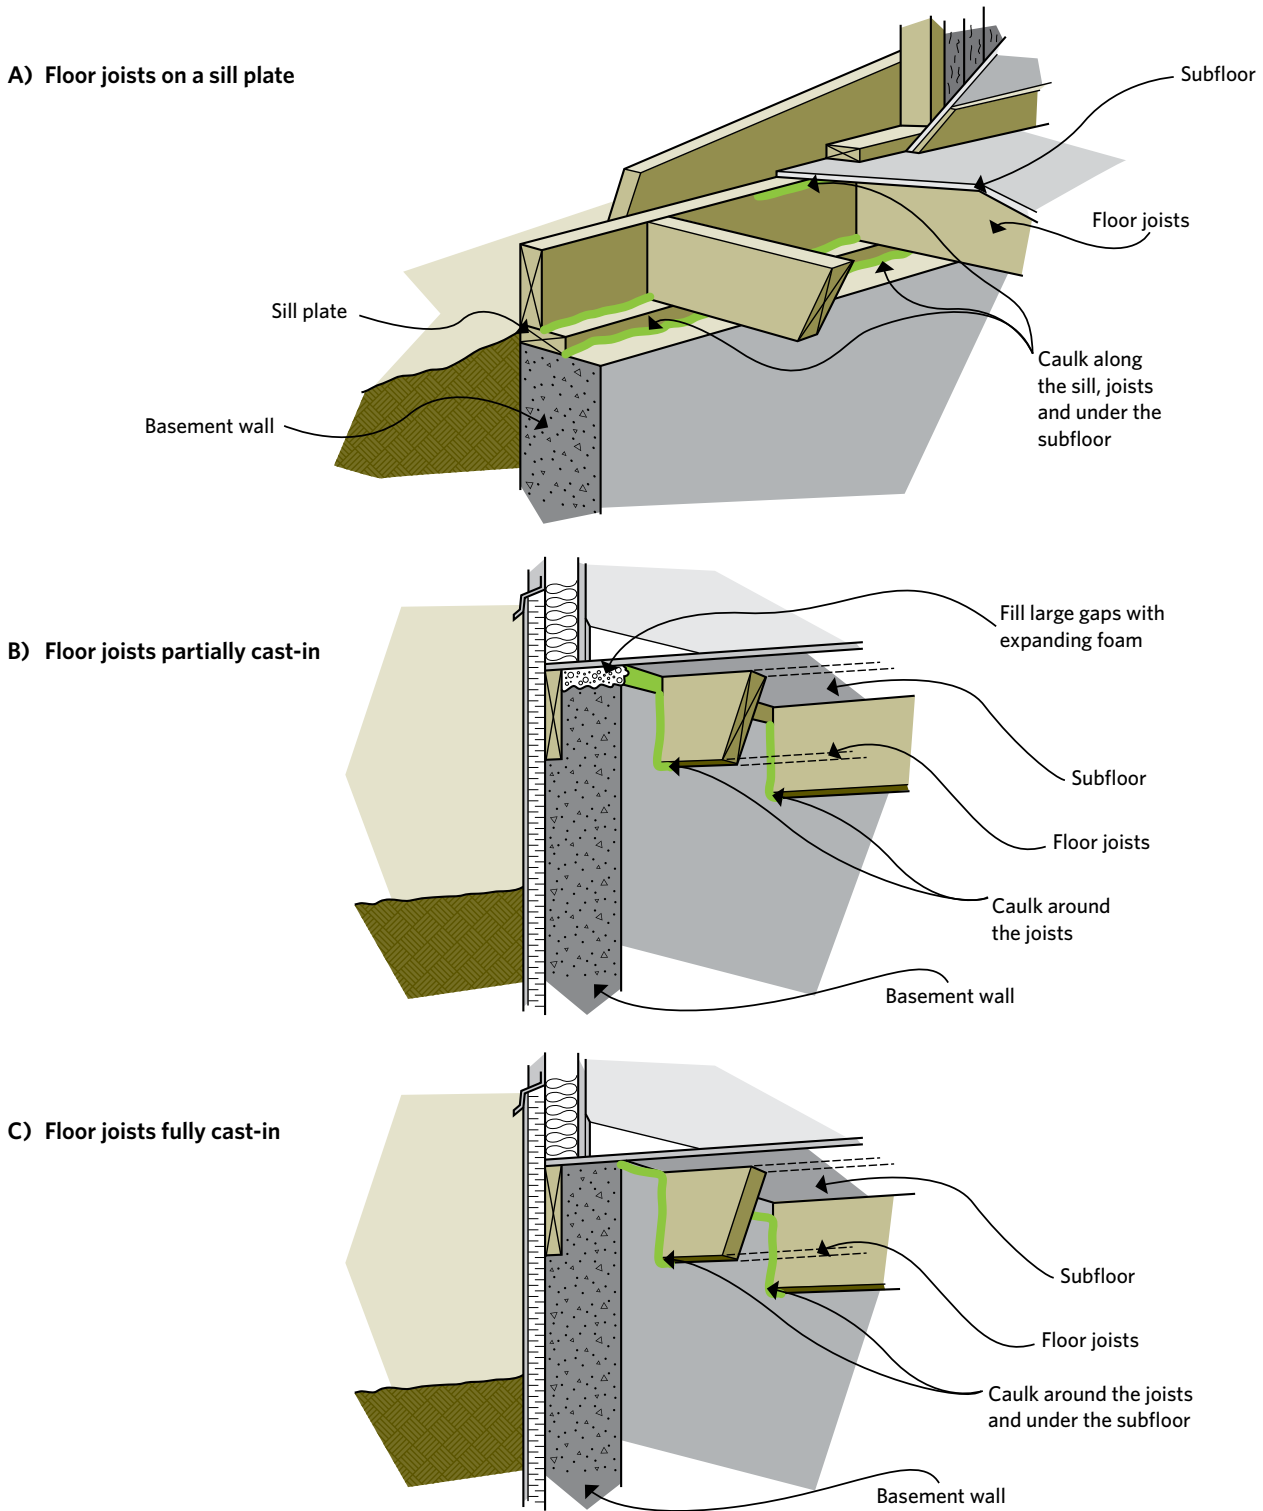 A) Floor joists on a sill plate
Subfloor
Floor joists
Sill plate
Caulk along
the sill, joists
and under the
subfloor
Basement wall
B) Floor joists partially cast-in
Fill large gaps with
expanding foam
Subfloor
Floor joists
Caulk around
the joists
Basement wall
C) Floor joists fully cast-in
Subfloor
Floor joists
Caulk around the joists
and under the subfloor
Basement wall